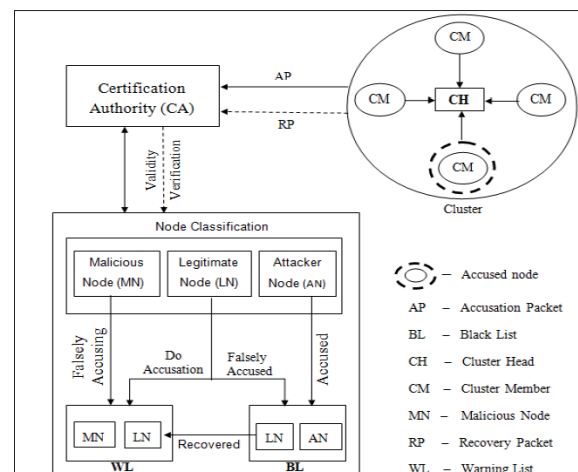 CM
AP
Certification
Authority (CA)
CM
CH
CM
RP
CM
Validity
Verification
Cluster
Node Classification
Malicious
Node (MN)
Legitimate
Node (LN)
Attacker
Node (AN)
Falsely
Accusing
Do
Accusation
Falsely
Accused
Accused
MN
LN
Recovered
LN
AN
WL
BL
– Accused node
AP – Accusation Packet
BL – Black List
CH – Cluster Head
CM – Cluster Member
MN – Malicious Node
RP – Recovery Packet
WL – Warning List